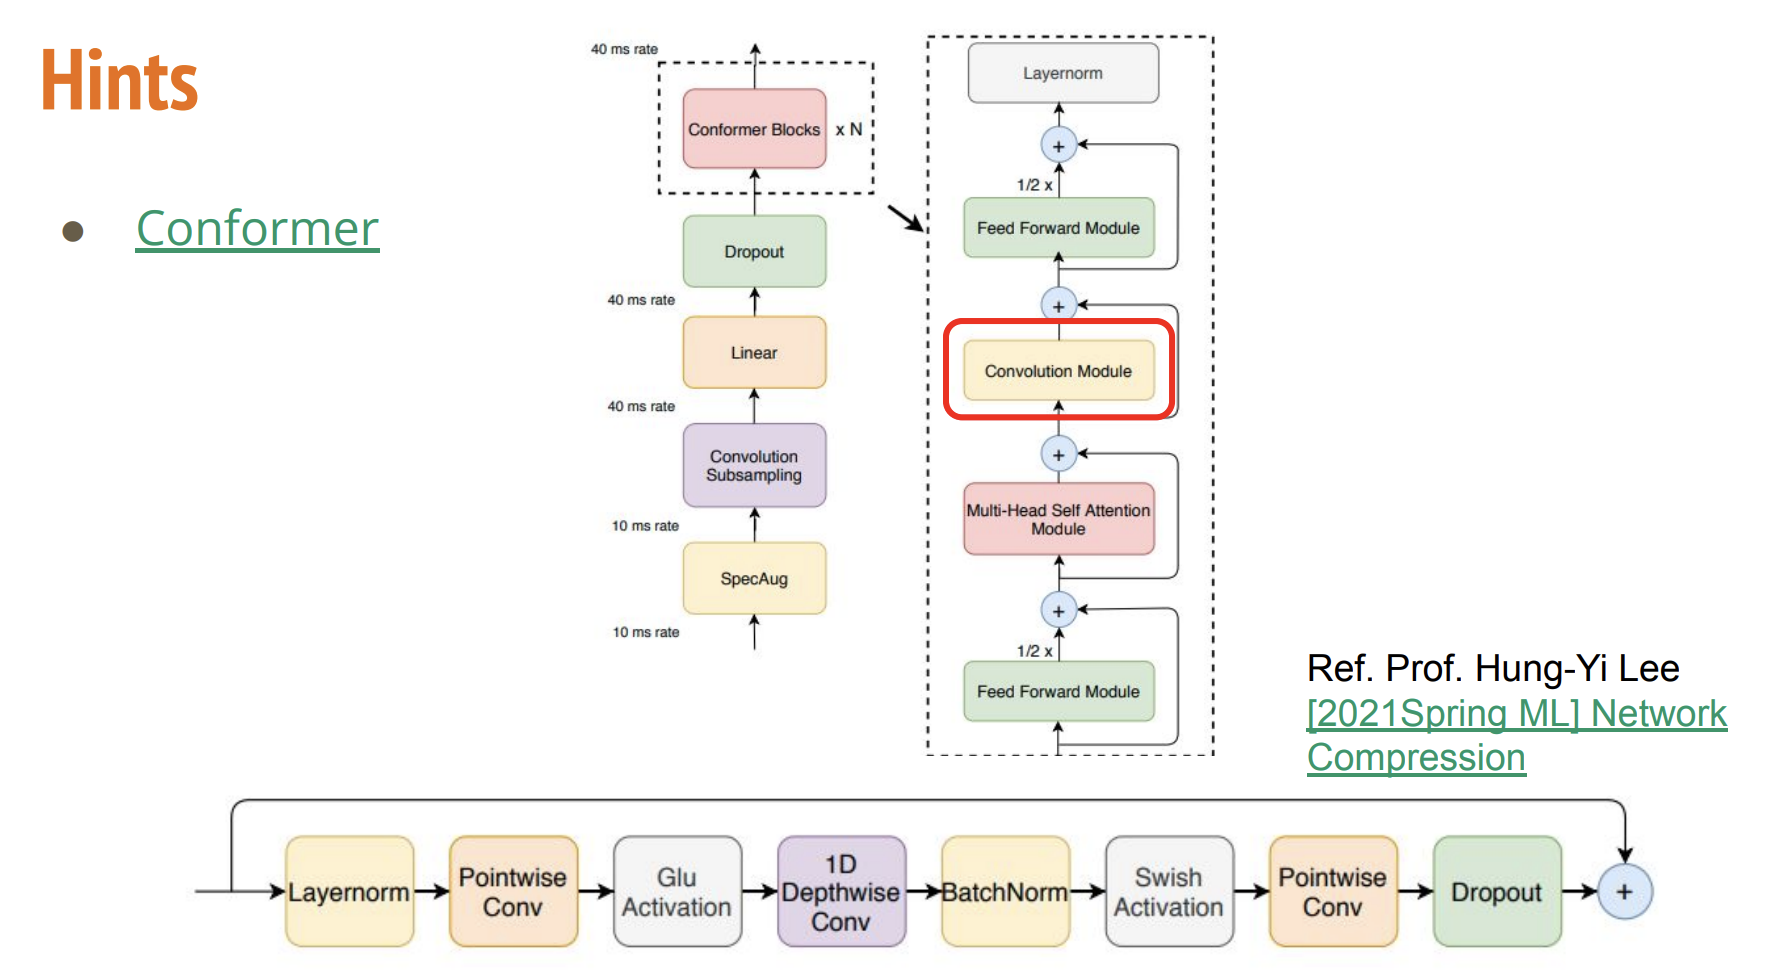 Hints
● Conformer
40 ms rate
Conformer Blocks
x N
Dropout
40 ms rate
Linear
40 ms rate
Convolution
Subsampling
10 ms rate
SpecAug
10 ms rate
Layernorm
+
1/2 x
Feed Forward Module
+
Convolution Module
+
Multi-Head Self Attention
Module
+
1/2 x
Feed Forward Module
Ref. Prof. Hung-Yi Lee
[2021Spring ML] Network
Compression
Layernorm
Pointwise
Conv
Glu
Activation
1D
Depthwise
Conv
BatchNorm
Swish
Activation
Pointwise
Conv
Dropout
+